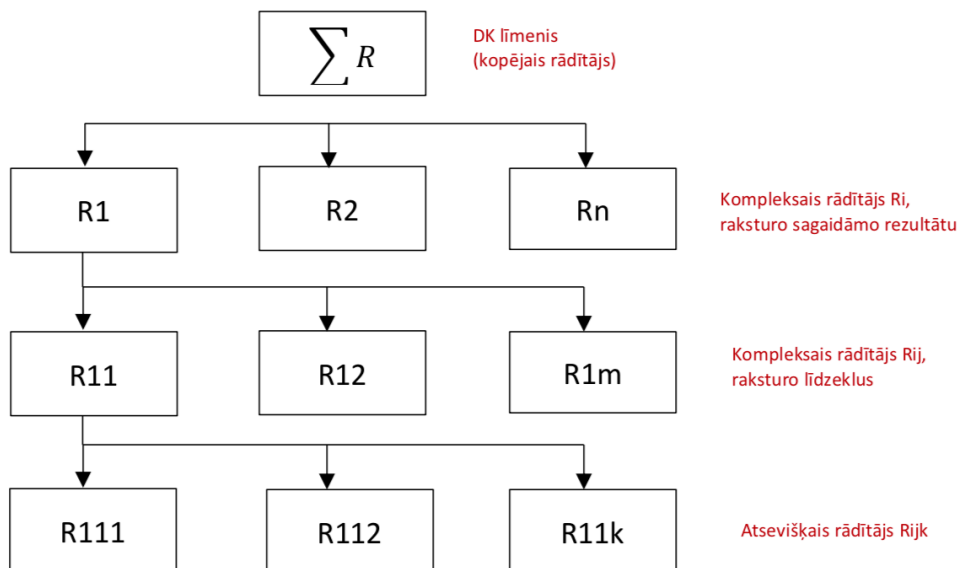 ∑ R
DK līmenis
(kopējais rādītājs)
R1
R2
Rn
Kompleksais rādītājs Ri,
raksturo sagaidāmo rezultātu
R11
R12
R1m
Kompleksais rādītājs Rij,
raksturo līdzeklus
R111
R112
R11k
Atsevišķais rādītājs Rijk